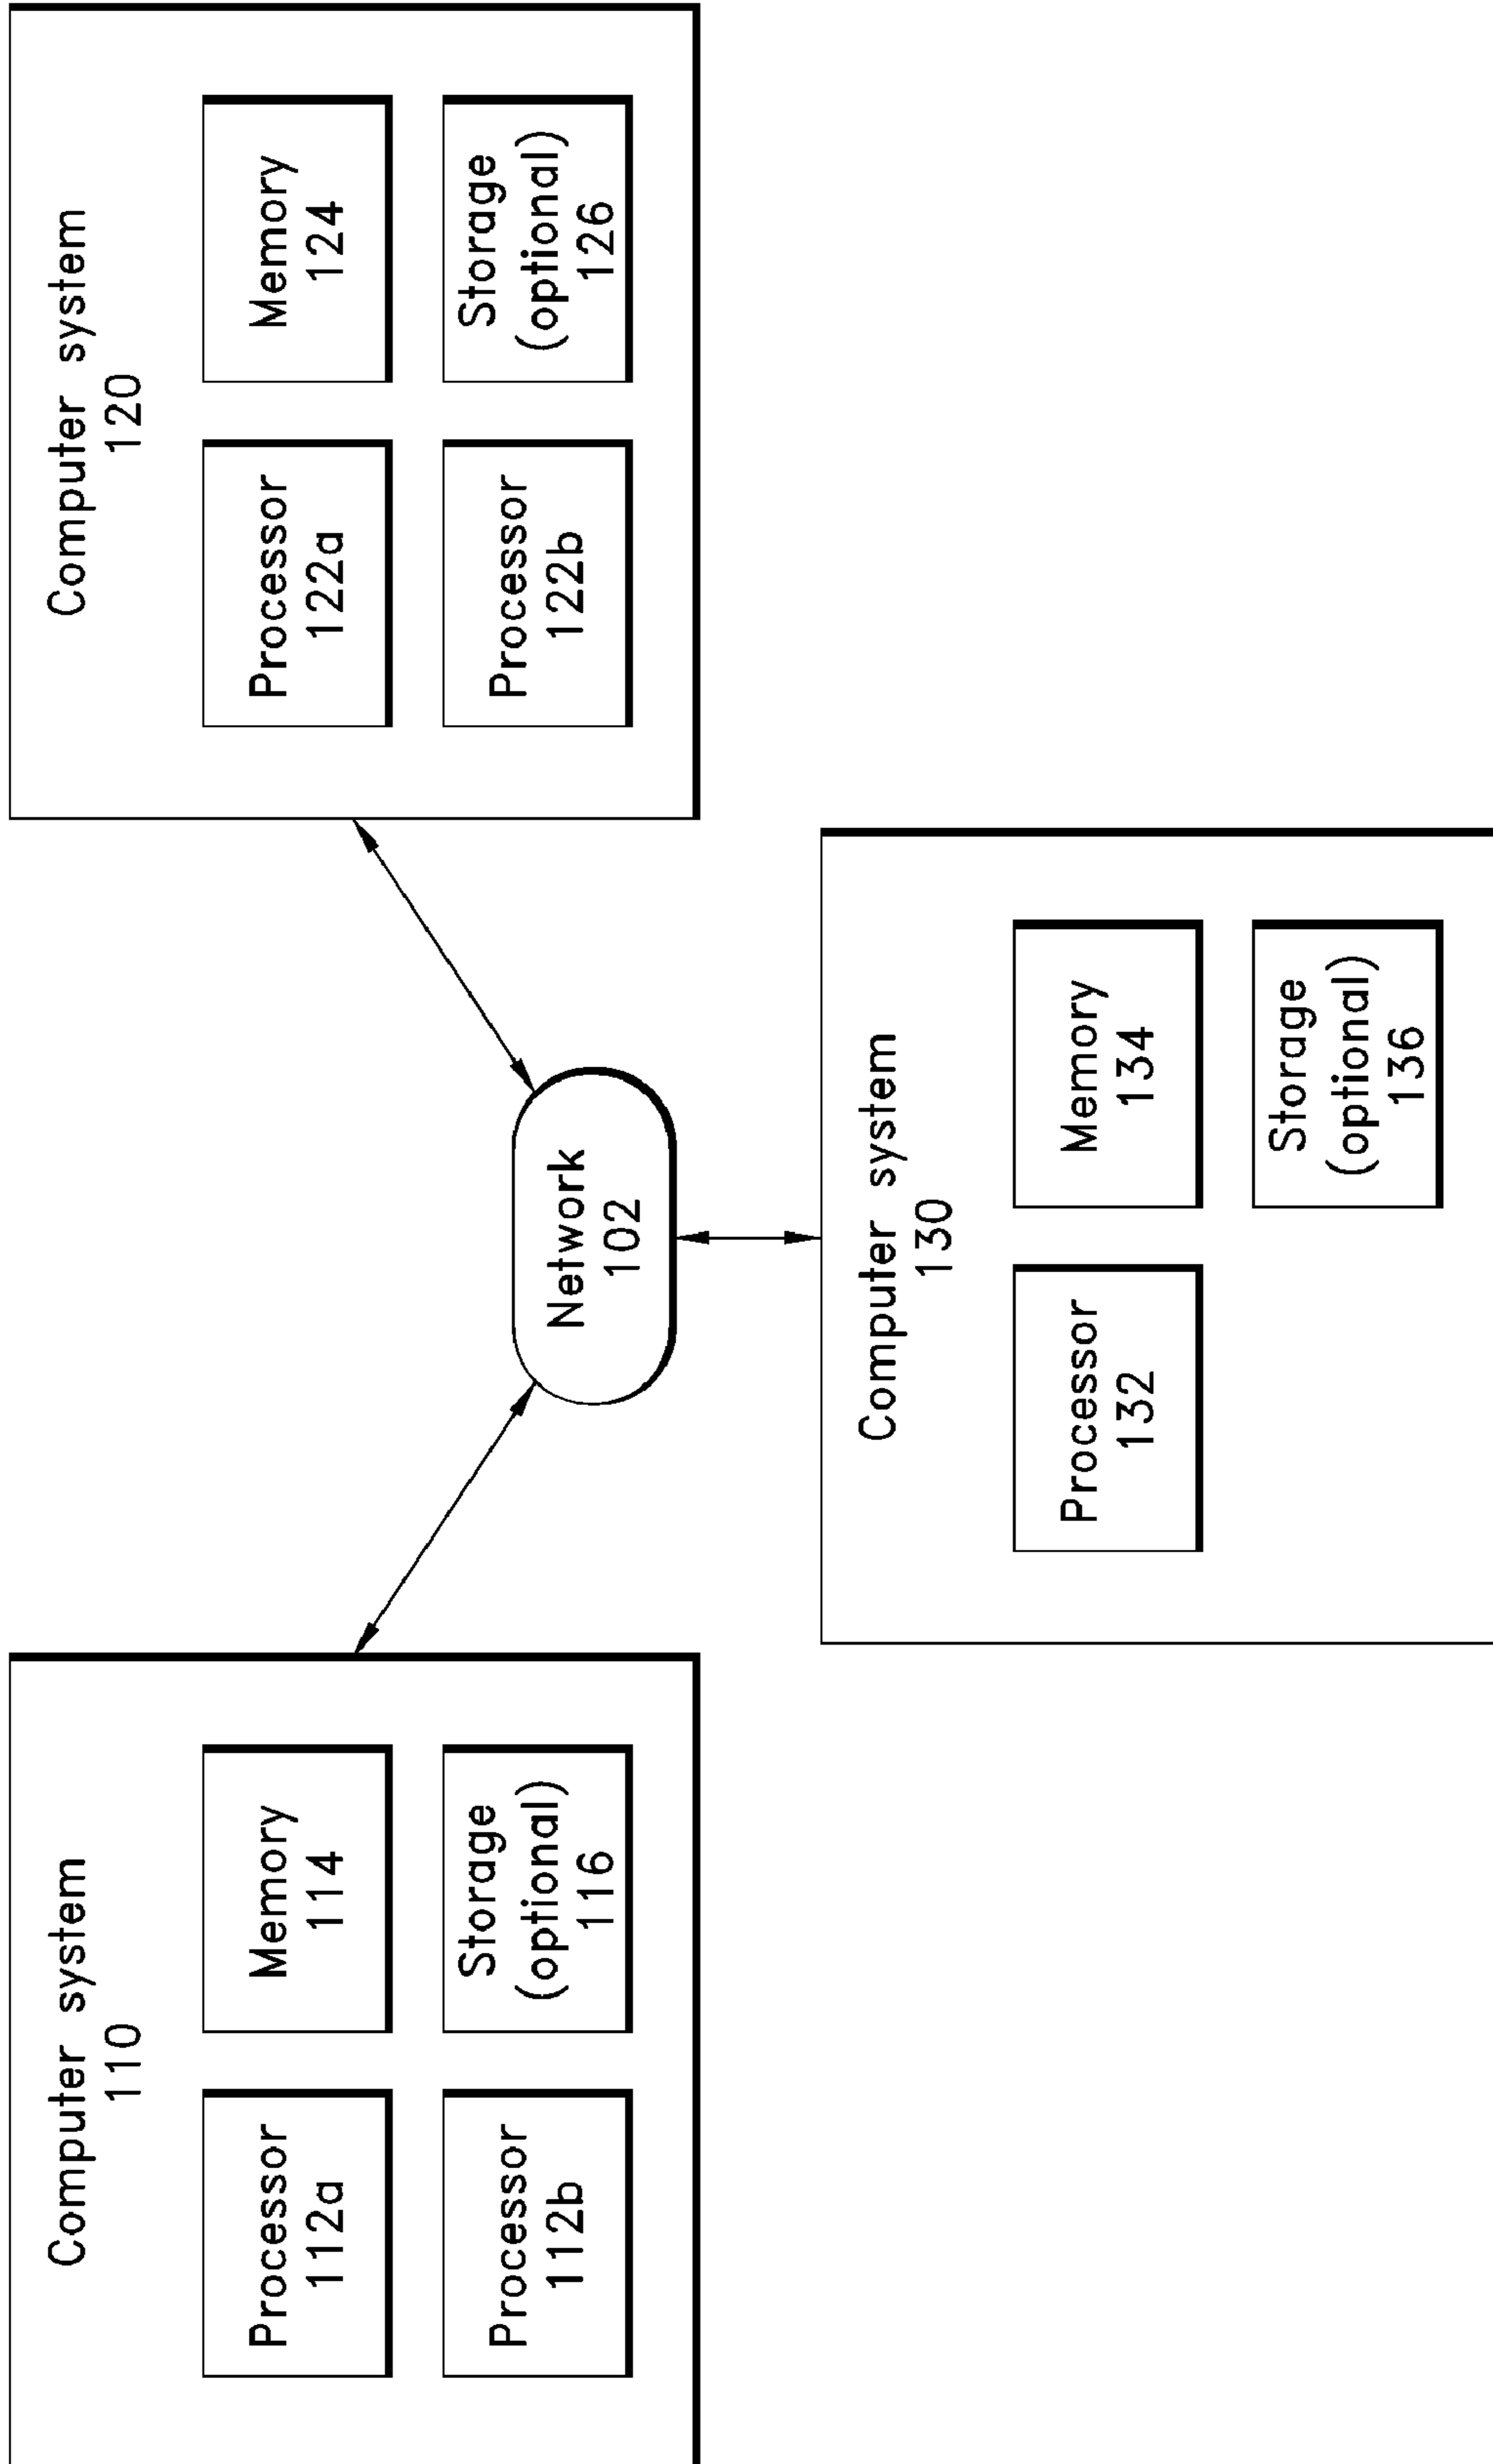 Computer system
110
Processor
112a
Memory
114
Processor
112b
Storage
(optional)
116
Network
102
Computer system
120
Processor
122a
Memory
124
Processor
122b
Storage
(optional)
126
Computer system
130
Processor
132
Memory
134
Storage
(optional)
136